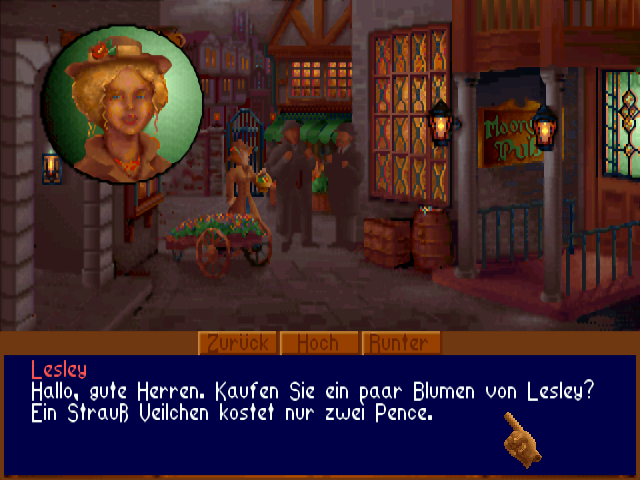 Moon
Pub
Zurück Hoch Runter
Lesley
Hallo, gute Herren. Kaufen Sie ein paar Blumen von Lesley?
Ein Strauß Veilchen kostet nur zwei Pence.